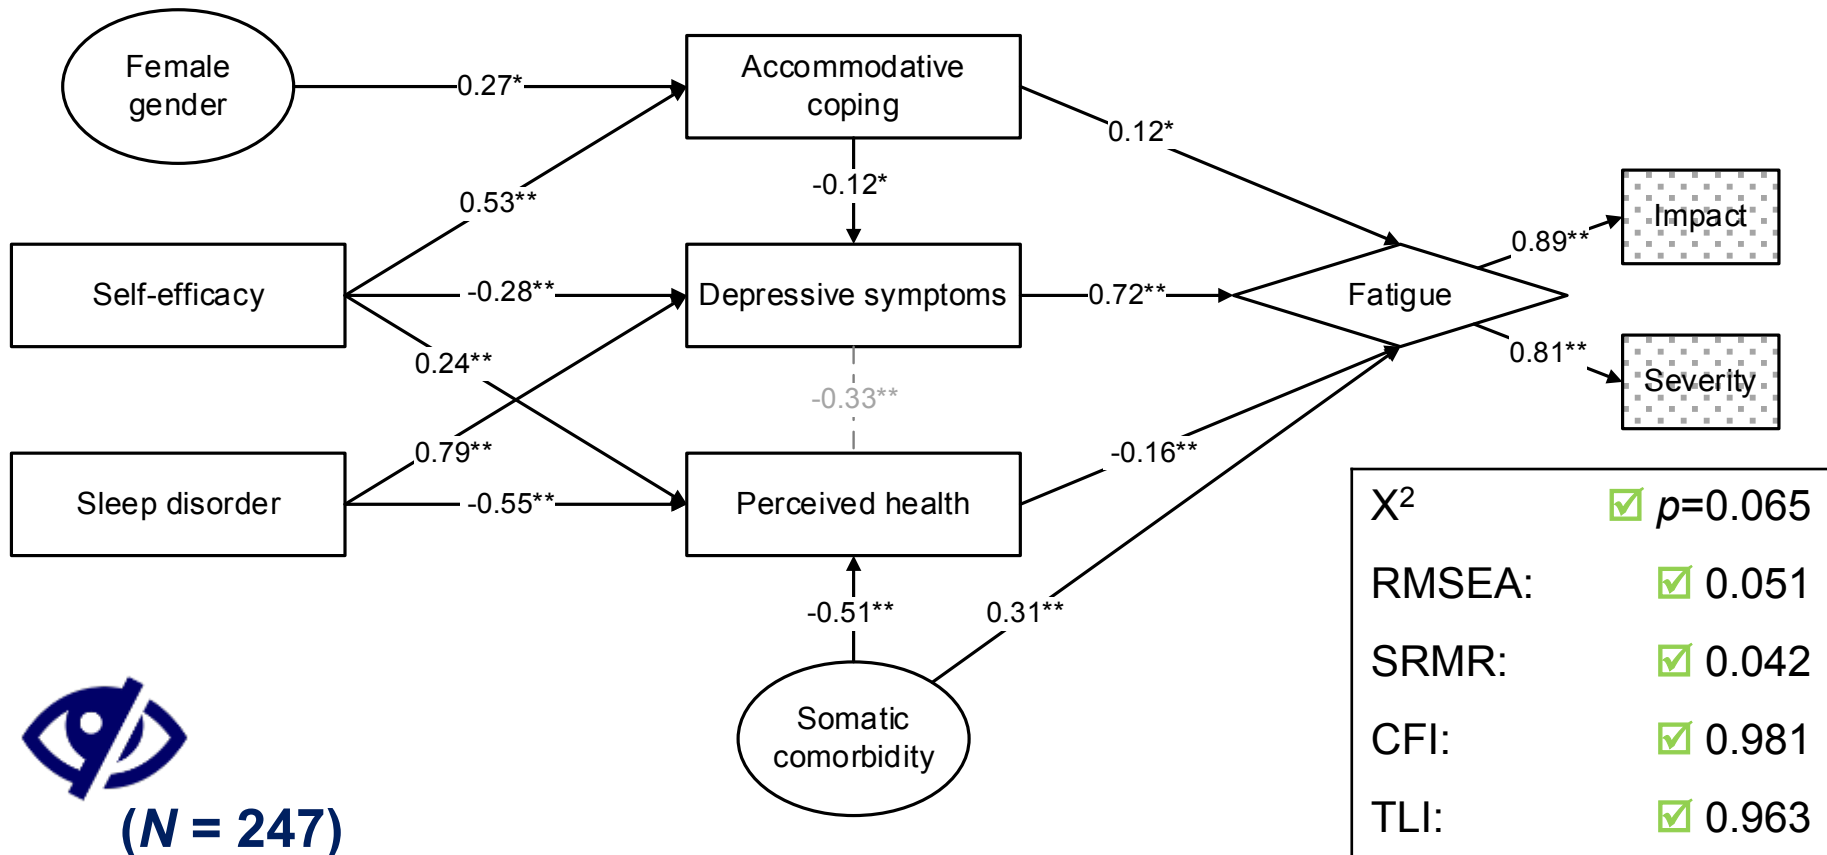 Female
gender
0.27*
Accommodative
coping
0.12*
-0.12*
0.53**
Impact
0.89**
Self-efficacy
-0.28**
Depressive symptoms
0.72**
Fatigue
0.24**
0.81**
Severity
-0.33**
0.79**
-0.16**
Sleep disorder
-0.55**
Perceived health
-0.51**
0.31**
Somatic
comorbidity
X² p=0.065
RMSEA: 0.051
SRMR: 0.042
CFI: 0.981
TLI: 0.963
(N = 247)